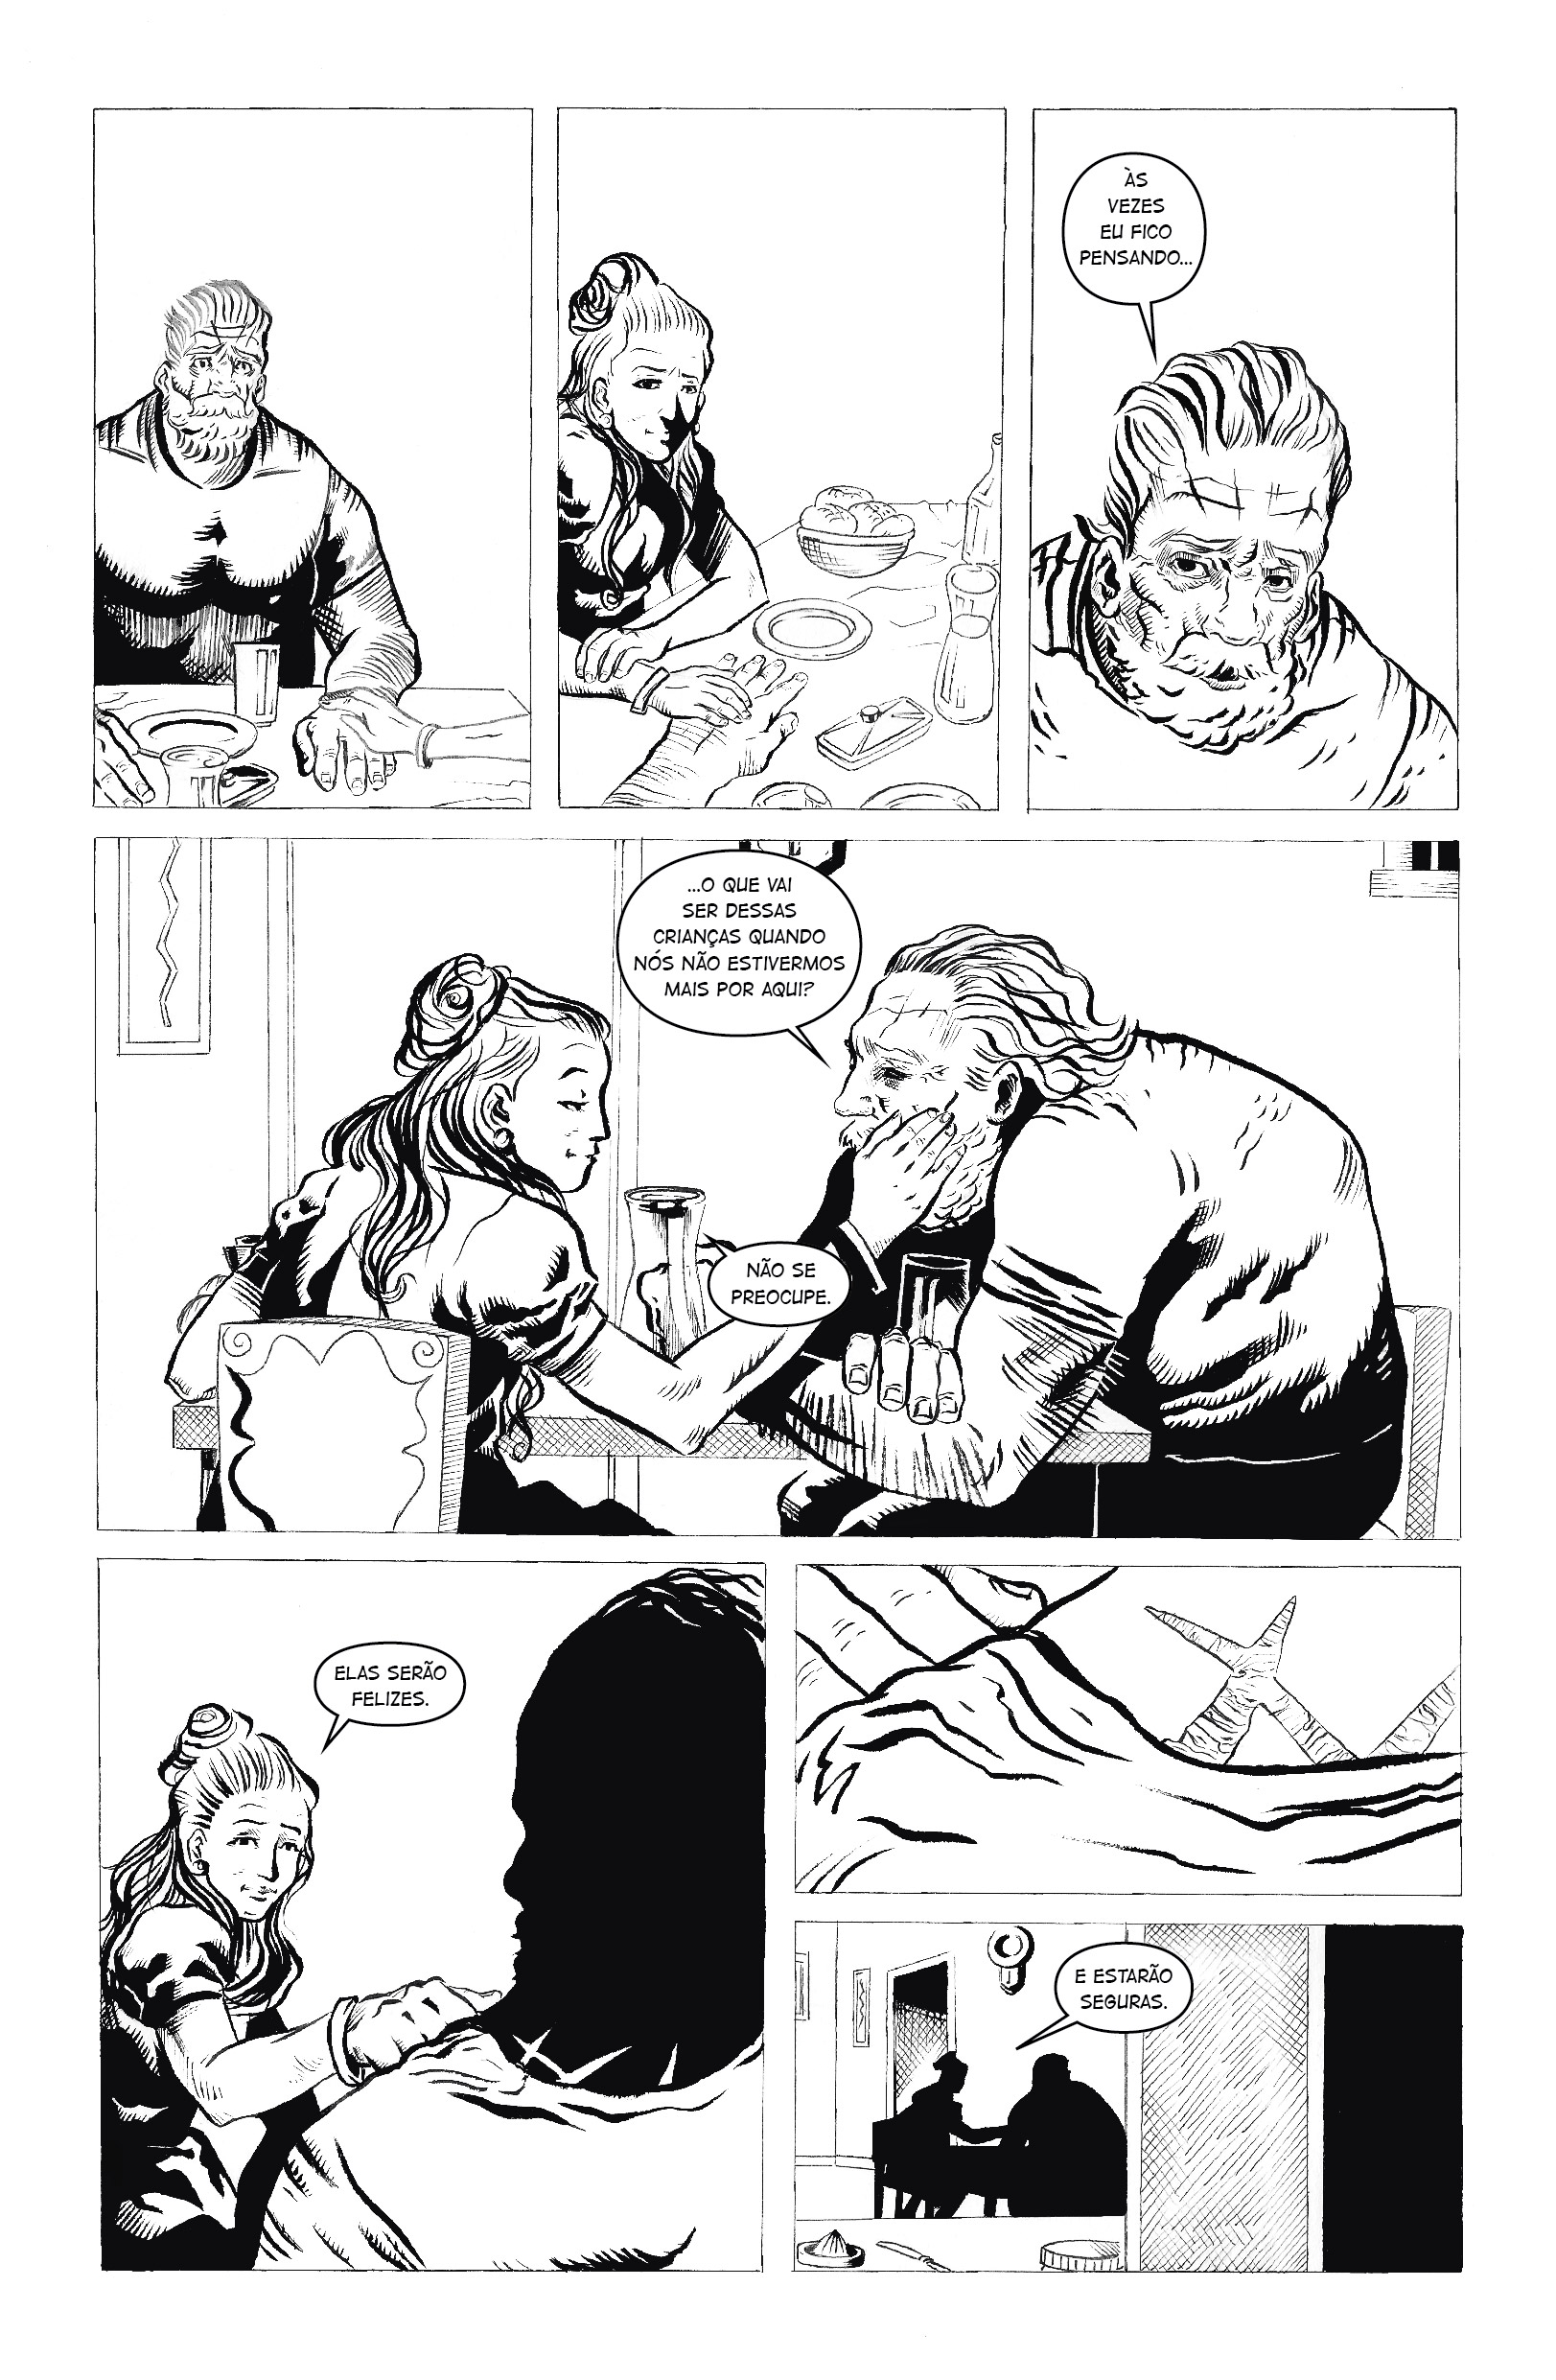 ÀS
VEZES
EU FICO
PENSANDO...
...O QUE VAI
SER DESSAS
CRIANÇAS QUANDO
NÓS NÃO ESTIVERMOS
MAIS POR AQUI?
NÃO SE
PREOCUPE.
ELAS SERÃO
FELIZES.
E ESTARÃO
SEGURAS.